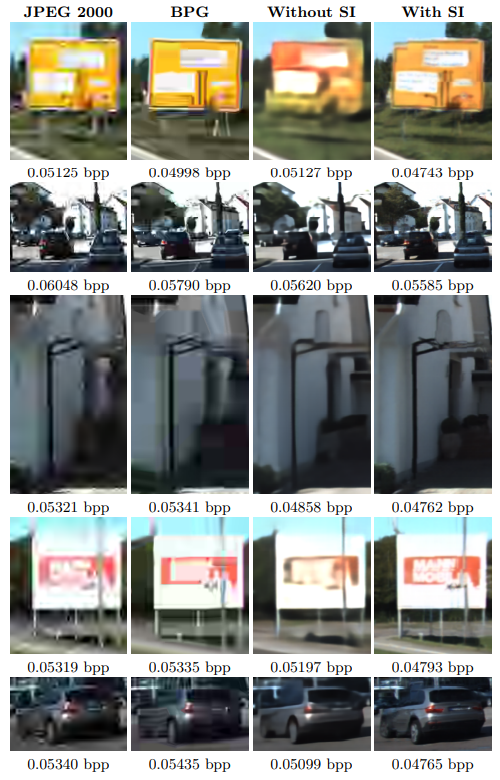 JPEG 2000 BPG Without SI With SI
0.05125 bpp 0.04998 bpp 0.05127 bpp 0.04743 bpp
0.06048 bpp 0.05790 bpp 0.05620 bpp 0.05585 bpp
0.05321 bpp 0.05341 bpp 0.04858 bpp 0.04762 bpp
MANN
MOBI
0.05319 bpp 0.05335 bpp 0.05197 bpp 0.04793 bpp
0.05340 bpp 0.05435 bpp 0.05099 bpp 0.04765 bpp